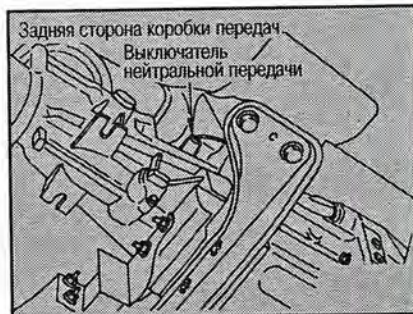 Задняя сторона коробки передач
Выключатель
нейтральной передачи